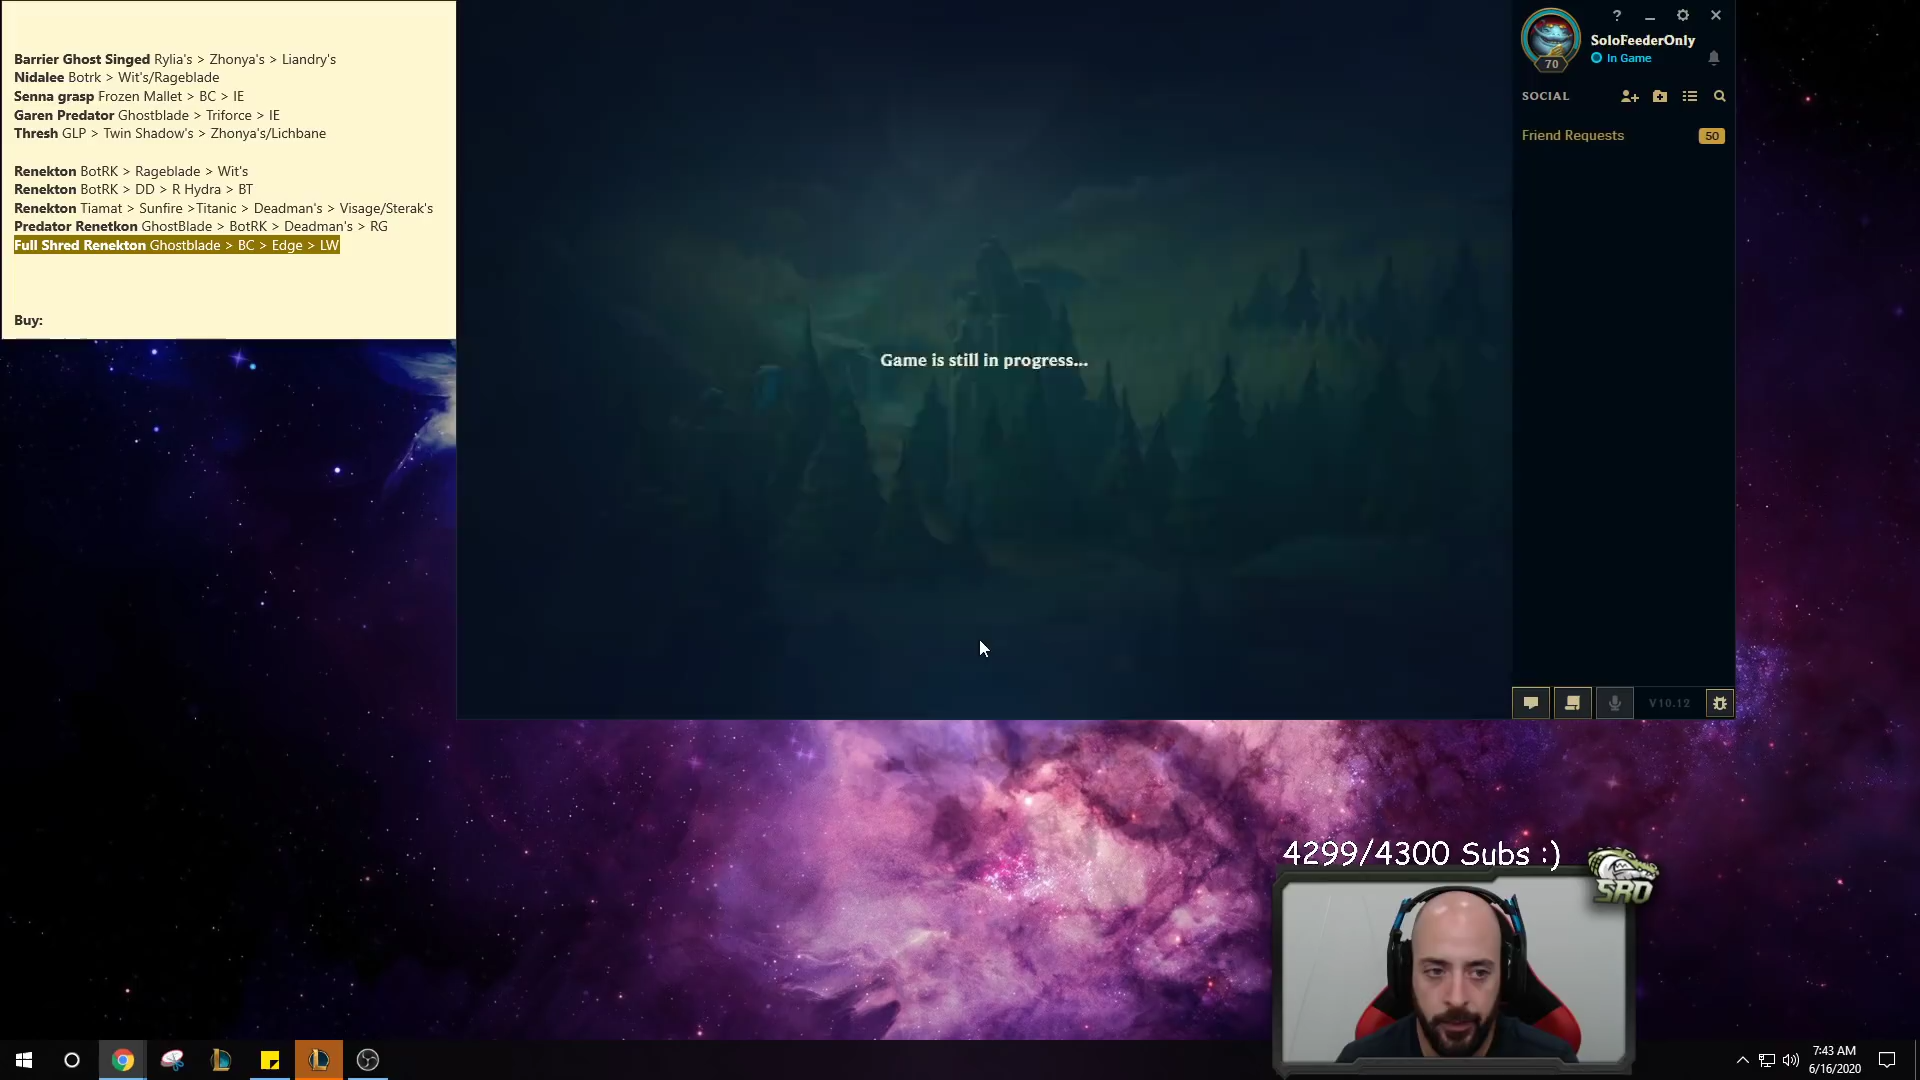 Barrier Ghost Singed Rylia's > Zhonya's > Liandry's
Nidalee Botrk > Wit's/Rageblade
Senna grasp Frozen Mallet > BC > IE
Garen Predator Ghostblade > Triforce > IE
Thresh GLP > Twin Shadow's > Zhonya's/Lichbane
Renekton BotRK > Rageblade > Wit's
Renekton BotRK > DD > R Hydra > BT
Renekton Tiamat > Sunfire >Titanic > Deadman's > Visage/Sterak's
Predator Renetkon GhostBlade > BotRK > Deadman's > RG
Full Shred Renekton Ghostblade > BC > Edge > LW
Buy:
Game is still in progress...
?
70
SoloFeederOnly
In Game
SOCIAL
Friend Requests
50
V10.12
4299/4300 Subs :)
SRO
7:43 AM
6/16/2020